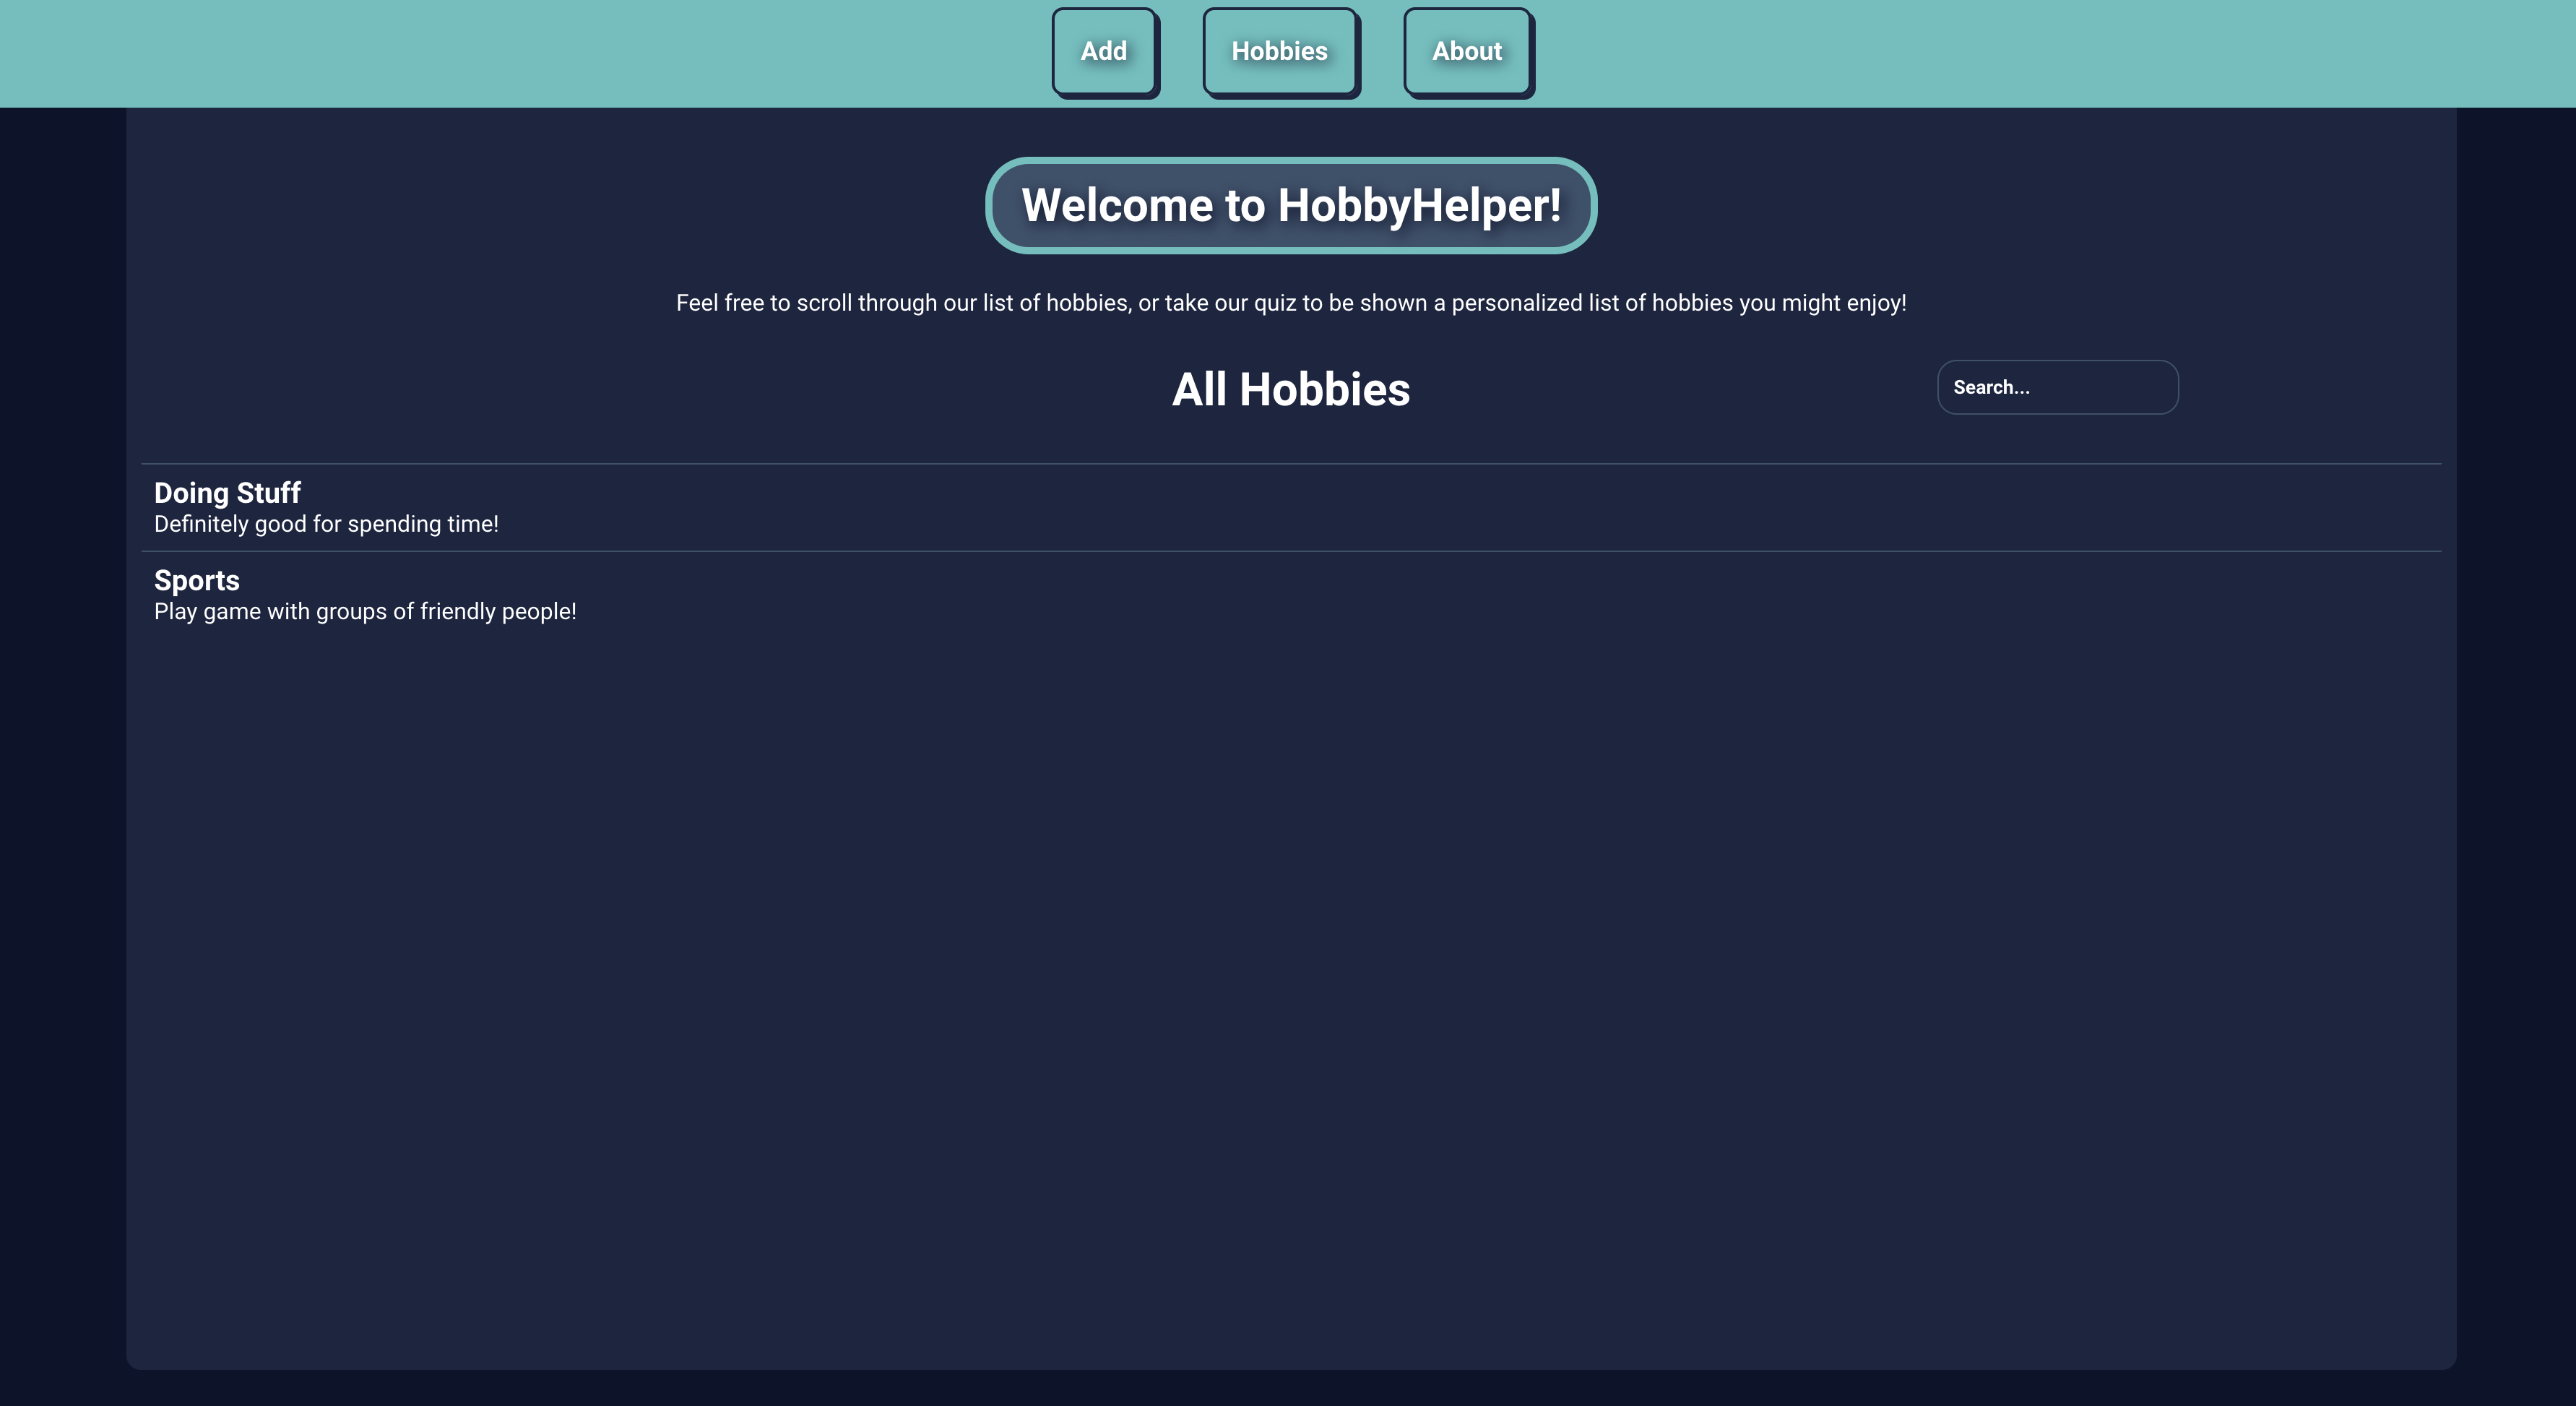 Add
Hobbies
About
Welcome to HobbyHelper!
Feel free to scroll through our list of hobbies, or take our quiz to be shown a personalized list of hobbies you might enjoy!
All Hobbies
Search...
Doing Stuff
Definitely good for spending time!
Sports
Play game with groups of friendly people!